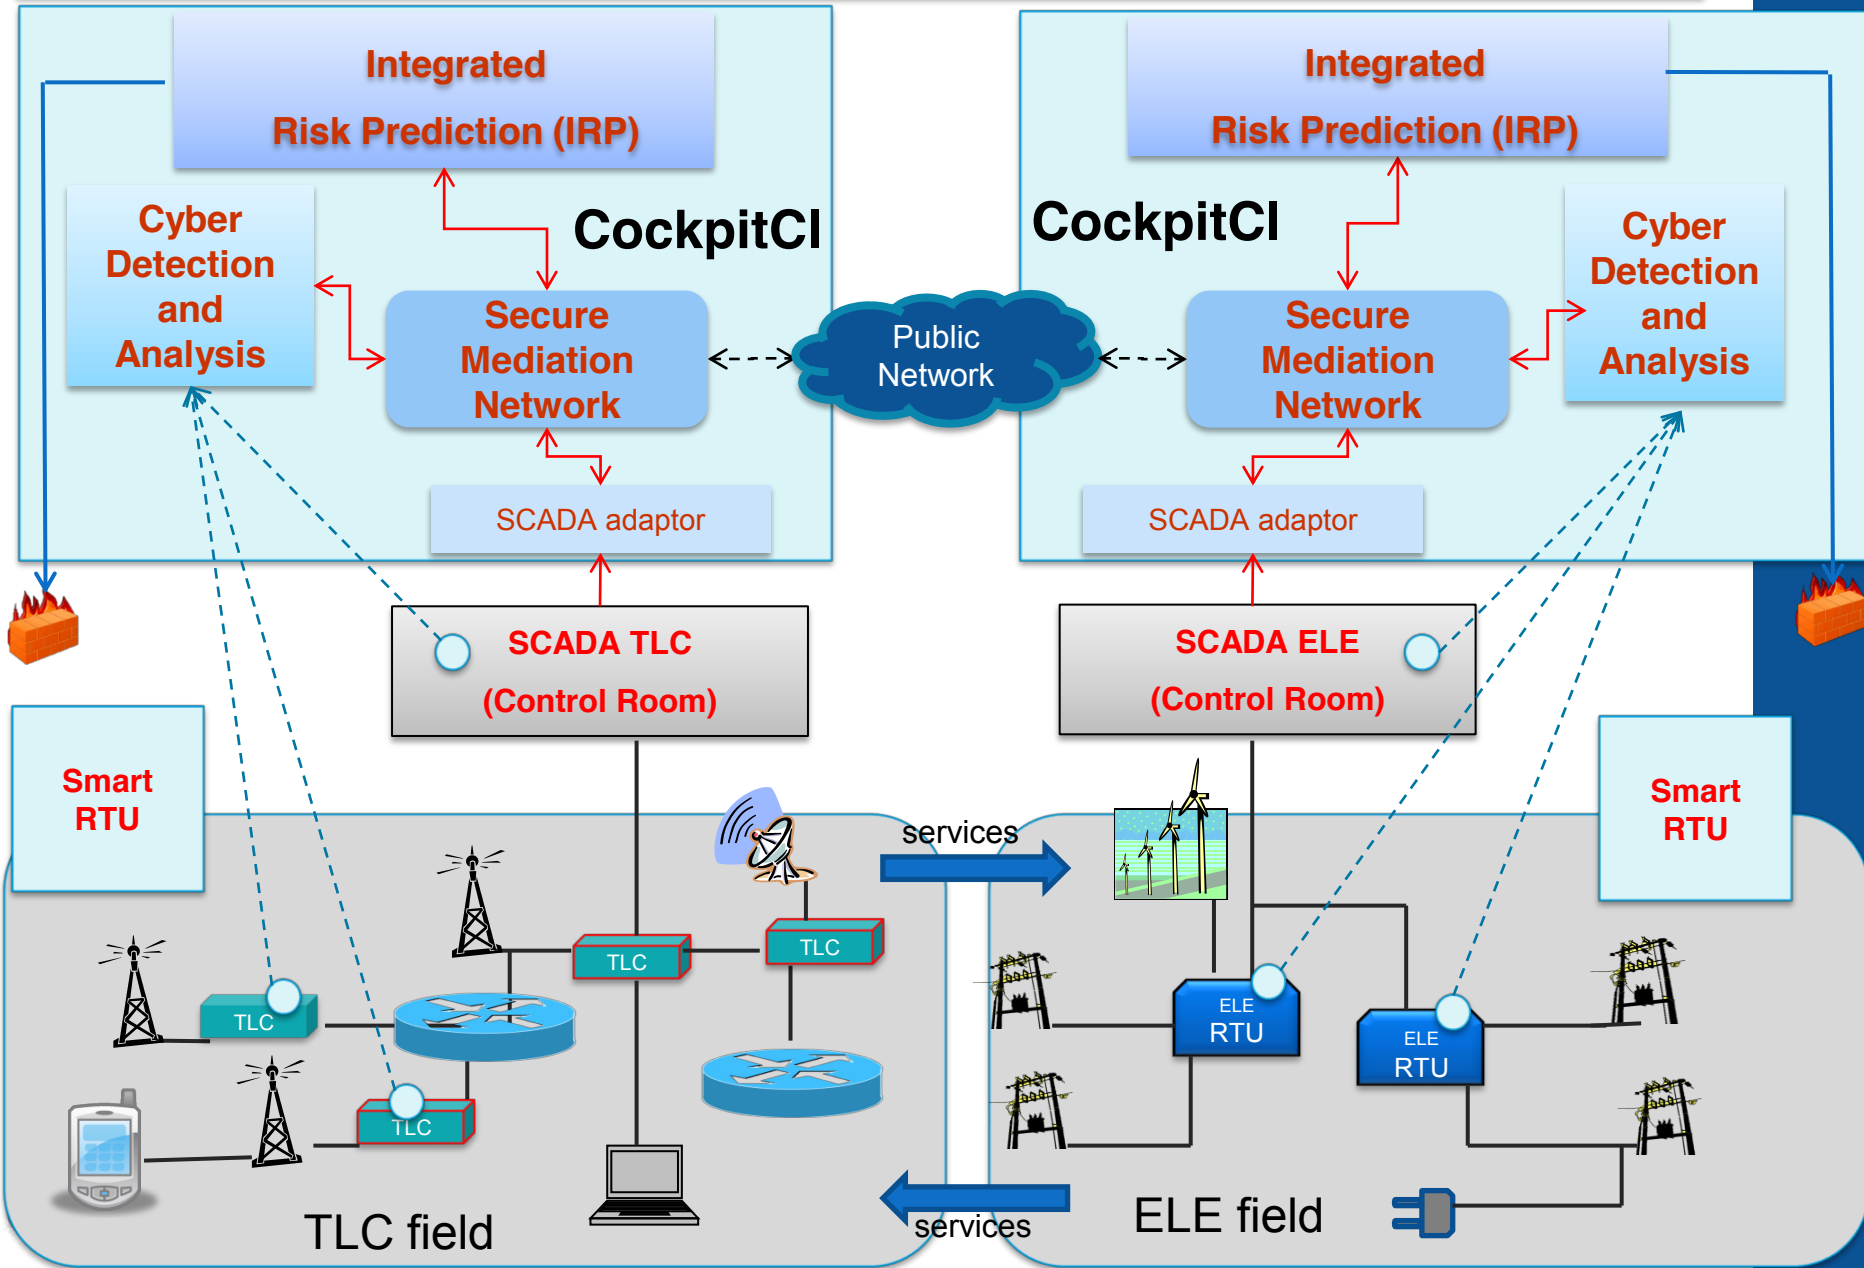 Integrated
Risk Prediction (IRP)
Integrated
Risk Prediction (IRP)
Cyber
Detection
and
Analysis
CockpitCI
CockpitCI
Cyber
Detection
and
Analysis
Secure
Mediation
Network
Public
Network
Secure
Mediation
Network
SCADA adaptor
SCADA adaptor
SCADA TLC
(Control Room)
SCADA ELE
(Control Room)
Smart
RTU
Smart
RTU
services
TLC
TLC
TLC
TLC
ELE
RTU
ELE
RTU
TLC field
services
ELE field